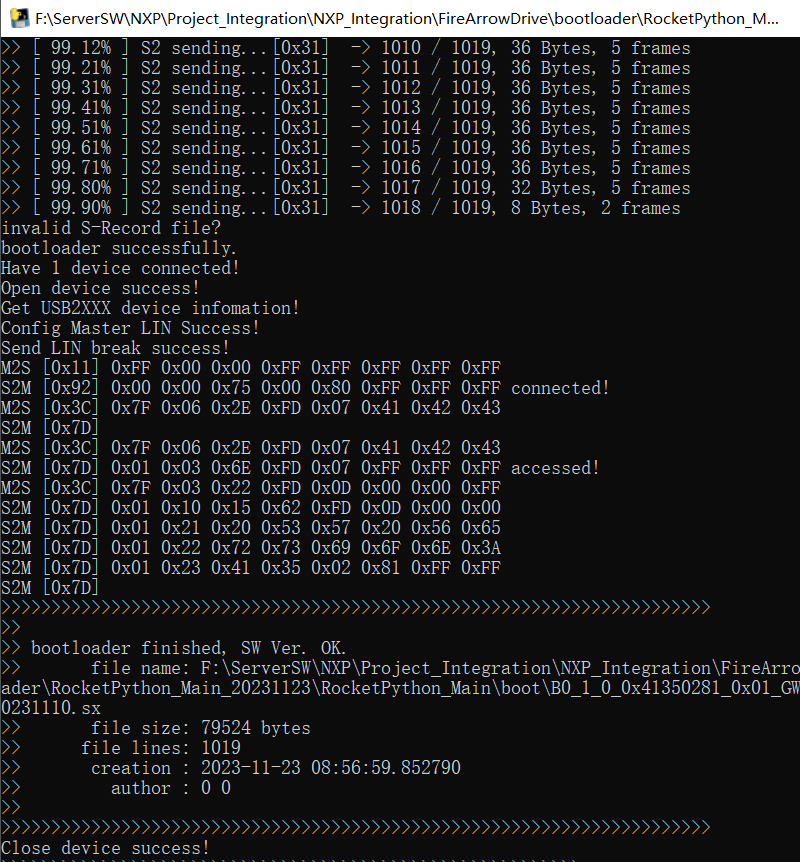 F:\ServerSW\NXP\Project_Integration\NXP_Integration\FireArrowDrive\bootloader\RocketPython_M...
>> [ 99.12% ] S2 sending...[0x31]  -> 1010 / 1019, 36 Bytes, 5 frames
>> [ 99.21% ] S2 sending...[0x31]  -> 1011 / 1019, 36 Bytes, 5 frames
>> [ 99.31% ] S2 sending...[0x31]  -> 1012 / 1019, 36 Bytes, 5 frames
>> [ 99.41% ] S2 sending...[0x31]  -> 1013 / 1019, 36 Bytes, 5 frames
>> [ 99.51% ] S2 sending...[0x31]  -> 1014 / 1019, 36 Bytes, 5 frames
>> [ 99.61% ] S2 sending...[0x31]  -> 1015 / 1019, 36 Bytes, 5 frames
>> [ 99.71% ] S2 sending...[0x31]  -> 1016 / 1019, 36 Bytes, 5 frames
>> [ 99.80% ] S2 sending...[0x31]  -> 1017 / 1019, 32 Bytes, 5 frames
>> [ 99.90% ] S2 sending...[0x31]  -> 1018 / 1019, 8 Bytes, 2 frames
invalid S-Record file?
bootloader successfully.
Have 1 device connected!
Open device success!
Get USB2XXX device infomation!
Config Master LIN Success!
Send LIN break success!
M2S [0x11] 0xFF 0x00 0x00 0xFF 0xFF 0xFF 0xFF 0xFF
S2M [0x92] 0x00 0x00 0x75 0x00 0x80 0xFF 0xFF 0xFF connected!
M2S [0x3C] 0x7F 0x06 0x2E 0xFD 0x07 0x41 0x42 0x43
S2M [0x7D]
M2S [0x3C] 0x7F 0x06 0x2E 0xFD 0x07 0x41 0x42 0x43
S2M [0x7D] 0x01 0x03 0x6E 0xFD 0x07 0xFF 0xFF 0xFF accessed!
M2S [0x3C] 0x7F 0x03 0x22 0xFD 0x0D 0x00 0x00 0xFF
S2M [0x7D] 0x01 0x10 0x15 0x62 0xFD 0x0D 0x00 0x00
S2M [0x7D] 0x01 0x21 0x20 0x53 0x57 0x20 0x56 0x65
S2M [0x7D] 0x01 0x22 0x72 0x73 0x69 0x6F 0x6E 0x3A
S2M [0x7D] 0x01 0x23 0x41 0x35 0x02 0x81 0xFF 0xFF
S2M [0x7D]
>>>>>>>>>>>>>>>>>>>>>>>>>>>>>>>>>>>>>>>>>>>>>>>>>>>>>>>>>>>>>>>>>>>>>>>
>>
>> bootloader finished, SW Ver. OK.
>>       file name: F:\ServerSW\NXP\Project_Integration\NXP_Integration\FireArro
ader\RocketPython_Main_20231123\RocketPython_Main\boot\B0_1_0_0x41350281_0x01_GW
0231110.sx
>>       file size: 79524 bytes
>>      file lines: 1019
>>       creation : 2023-11-23 08:56:59.852790
>>         author : 0 0
>>
>>>>>>>>>>>>>>>>>>>>>>>>>>>>>>>>>>>>>>>>>>>>>>>>>>>>>>>>>>>>>>>>>>>>>>>
Close device success!